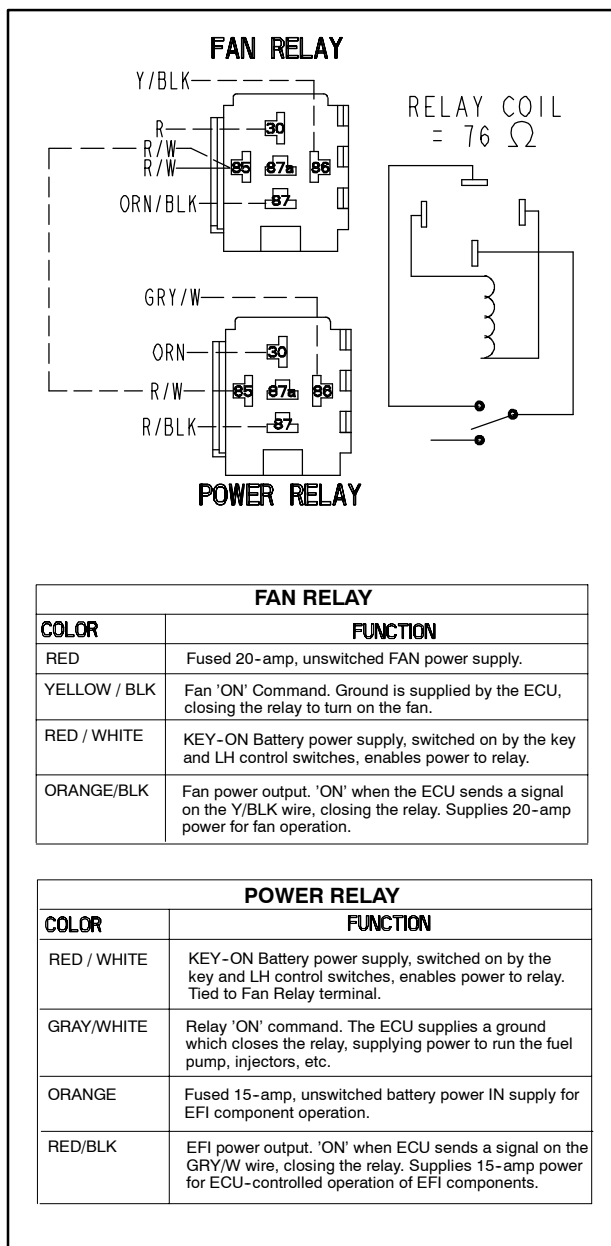 FAN RELAY
Y/BLK
R
R/W
R/W
ORN/BLK
30
85
87a
86
87
RELAY COIL
= 76 Ω
GRY/W
ORN
R/W
R/BLK
30
85
87a
86
87
POWER RELAY
FAN RELAY
COLOR FUNCTION
RED Fused 20-amp, unswitched FAN power supply.
YELLOW / BLK Fan 'ON' Command. Ground is supplied by the ECU,
closing the relay to turn on the fan.
RED / WHITE KEY-ON Battery power supply, switched on by the key
and LH control switches, enables power to relay.
ORANGE/BLK Fan power output. 'ON' when the ECU sends a signal
on the Y/BLK wire, closing the relay. Supplies 20-amp
power for fan operation.
POWER RELAY
COLOR FUNCTION
RED / WHITE KEY-ON Battery power supply, switched on by the
key and LH control switches, enables power to relay.
Tied to Fan Relay terminal.
GRAY/WHITE Relay 'ON' command. The ECU supplies a ground
which closes the relay, supplying power to run the fuel
pump, injectors, etc.
ORANGE Fused 15-amp, unswitched battery power IN supply for
EFI component operation.
RED/BLK EFI power output. 'ON' when ECU sends a signal on the
GRY/W wire, closing the relay. Supplies 15-amp power
for ECU-controlled operation of EFI components.